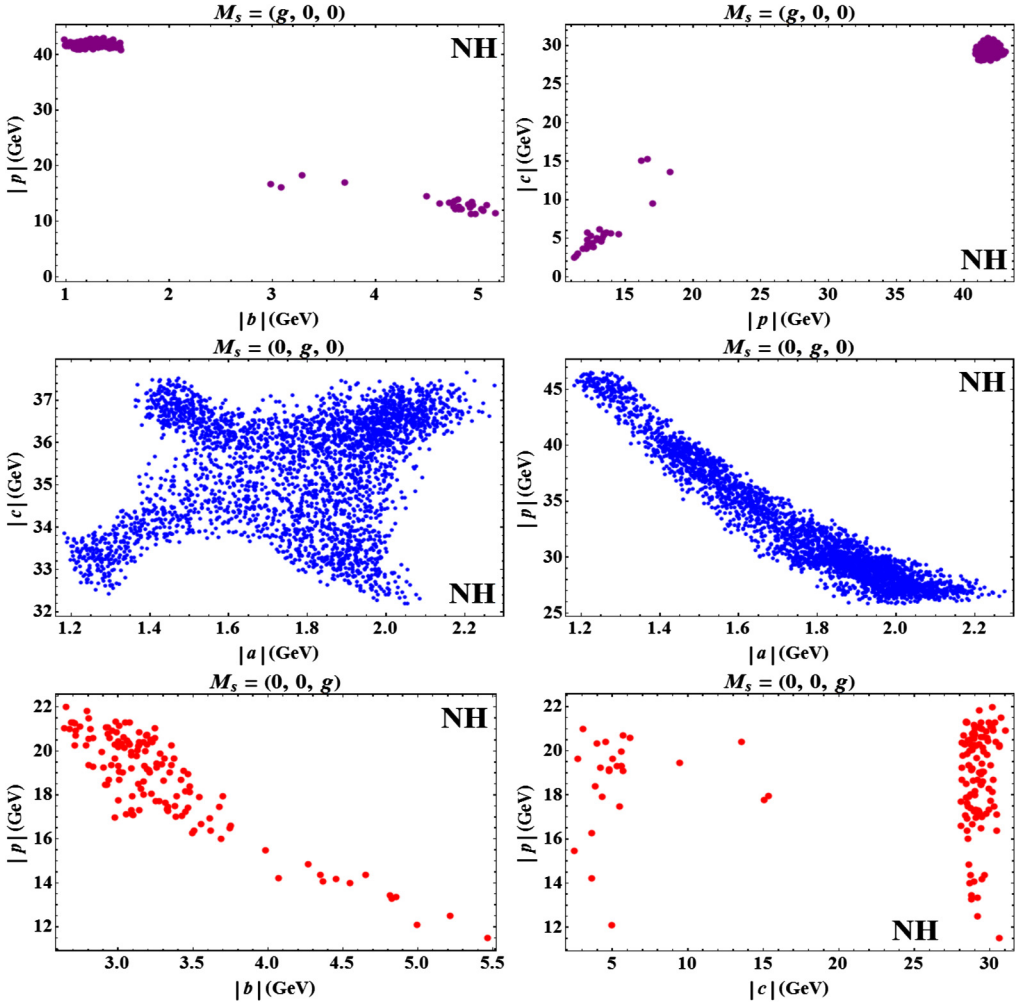 M_s = (g, 0, 0)
NH
|p| (GeV)
40
30
20
10
0
1 2 3 4 5
|b| (GeV)
M_s = (g, 0, 0)
NH
|c| (GeV)
30
25
20
15
10
5
0
15 20 25 30 35 40
|p| (GeV)
M_s = (0, g, 0)
NH
|c| (GeV)
37
36
35
34
33
32
1.2 1.4 1.6 1.8 2.0 2.2
|a| (GeV)
M_s = (0, g, 0)
NH
|p| (GeV)
45
40
35
30
25
1.2 1.4 1.6 1.8 2.0 2.2
|a| (GeV)
M_s = (0, 0, g)
NH
|p| (GeV)
22
20
18
16
14
12
3.0 3.5 4.0 4.5 5.0 5.5
|b| (GeV)
M_s = (0, 0, g)
NH
|p| (GeV)
22
20
18
16
14
12
5 10 15 20 25 30
|c| (GeV)